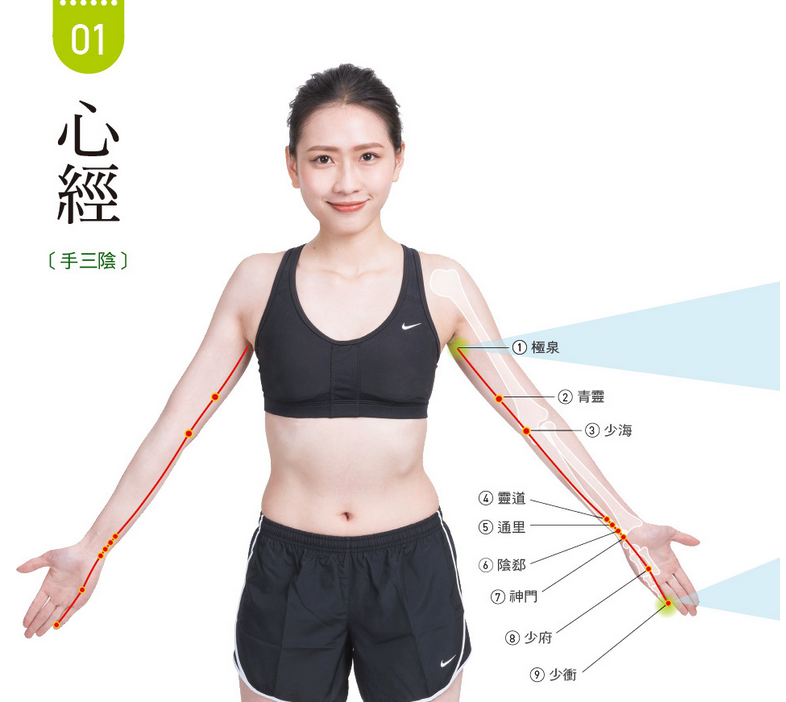 01
心經
〔手三陰〕
① 極泉
② 青靈
③ 少海
④ 靈道
⑤ 通里
⑥ 陰郄
⑦ 神門
⑧ 少府
⑨ 少衝